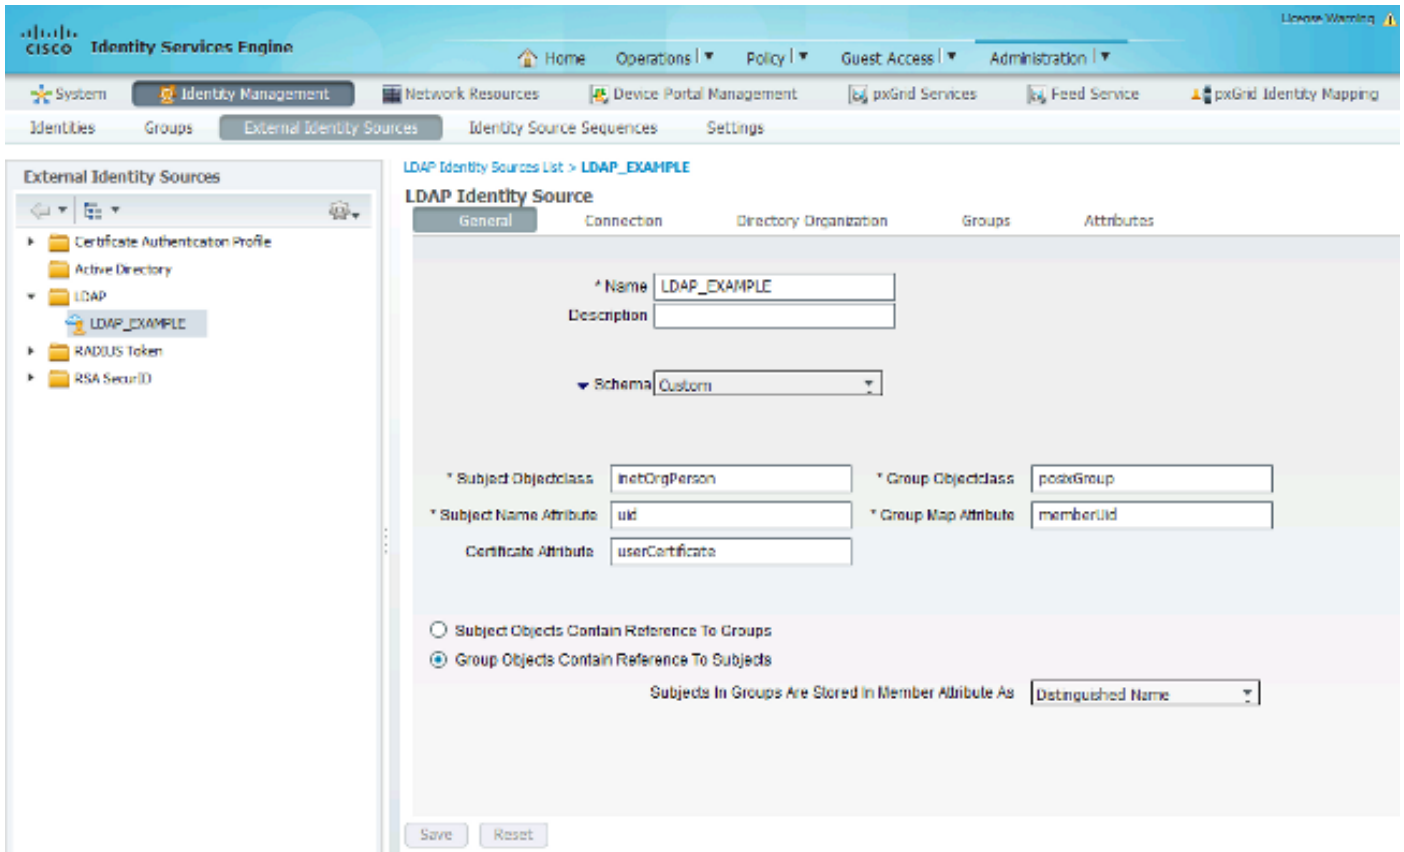 License Warning
CISCO Identity Services Engine
Home Operations Policy Guest Access Administration
System Identity Management Network Resources Device Portal Management pxGrid Services Feed Service pxGrid Identity Mapping
Identities Groups External Identity Sources Identity Source Sequences Settings
External Identity Sources
Certificate Authentication Profile
Active Directory
LDAP
LDAP_EXAMPLE
RADIUS Token
RSA SecurID
LDAP Identity Sources List > LDAP_EXAMPLE
LDAP Identity Source
General Connection Directory Organization Groups Attributes
* Name LDAP_EXAMPLE
Description
Schema Custom
* Subject Objectclass inetOrgPerson * Group Objectclass posixGroup
* Subject Name Attribute uid * Group Map Attribute memberUid
Certificate Attribute userCertificate
Subject Objects Contain Reference To Groups
Group Objects Contain Reference To Subjects
Subjects In Groups Are Stored In Member Attribute As Distinguished Name
Save Reset